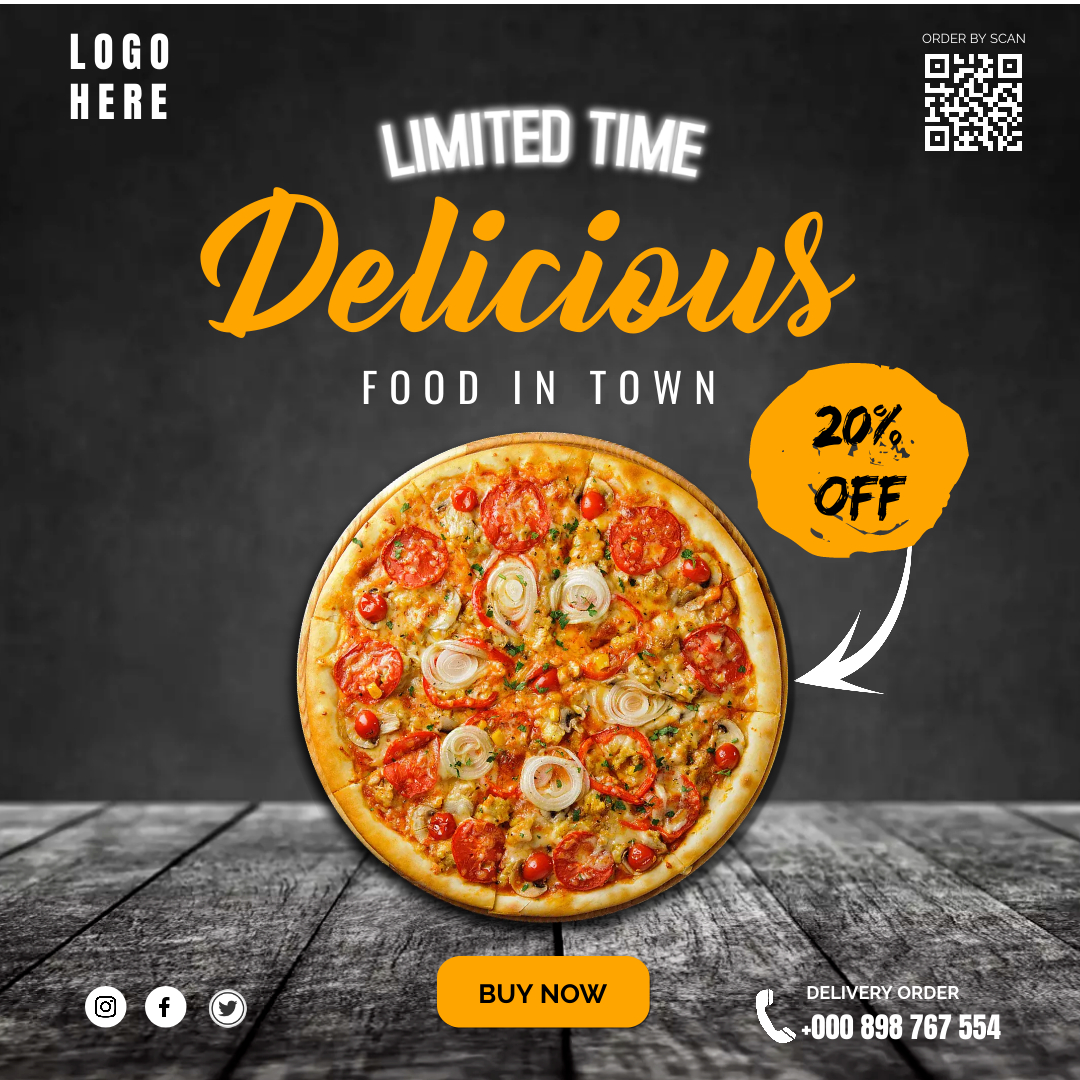 LOGO
HERE
ORDER BY SCAN
LIMITED TIME
Delicious
FOOD IN TOWN
20%
OFF
BUY NOW
DELIVERY ORDER
+000 898 767 554